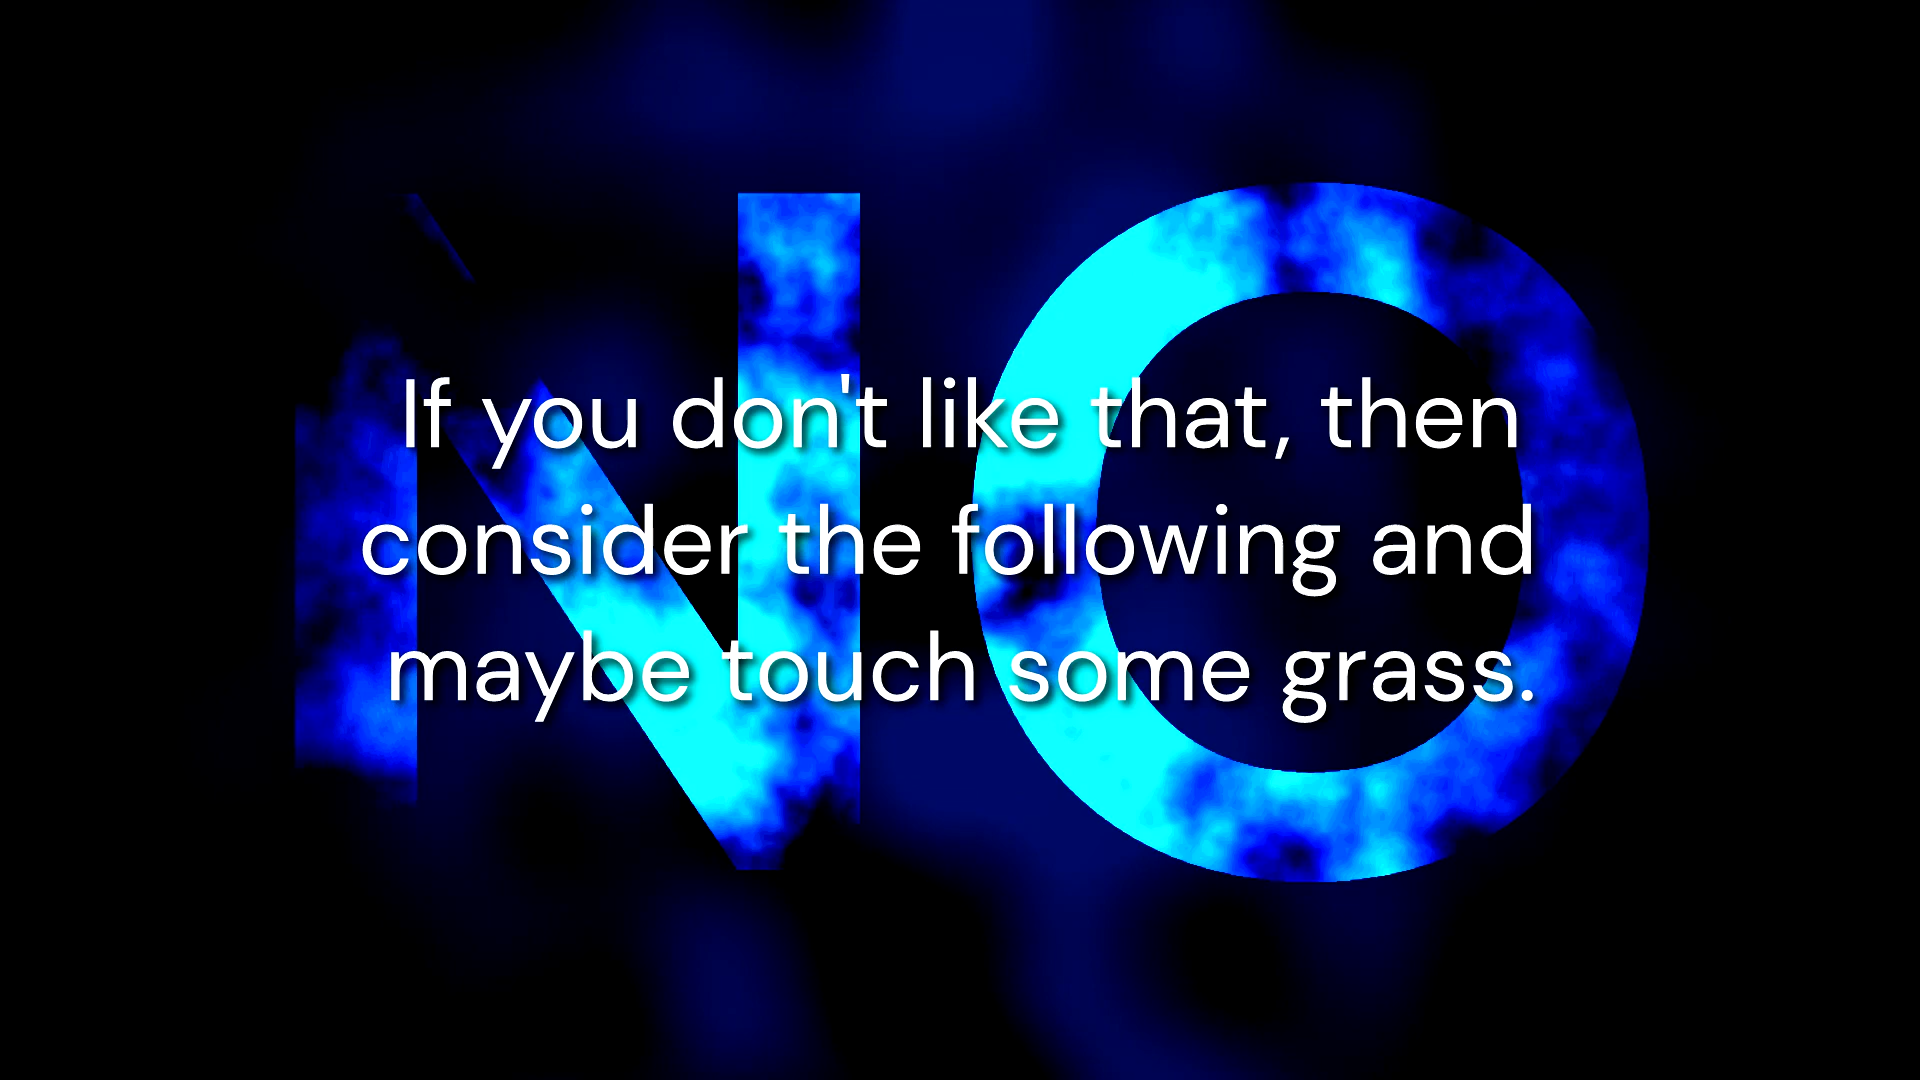 NO
If you don't like that, then
consider the following and
maybe touch some grass.